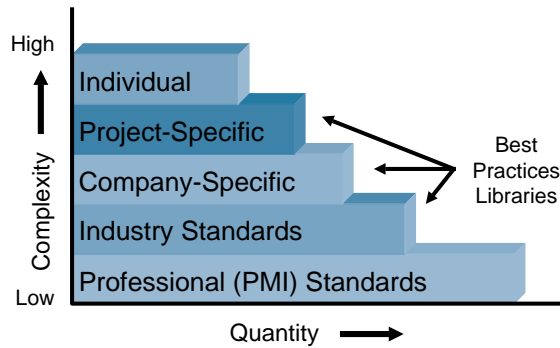 High
Individual
Project-Specific
Company-Specific
Industry Standards
Professional (PMI) Standards
Low
Complexity
Quantity
Best
Practices
Libraries